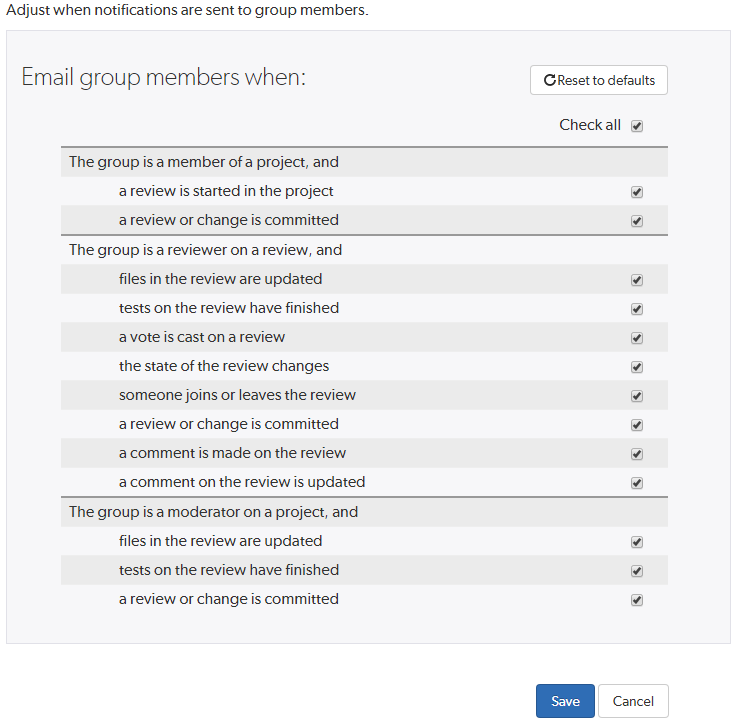 Adjust when notifications are sent to group members.
Email group members when:
Reset to defaults
Check all
The group is a member of a project, and
a review is started in the project
a review or change is committed
The group is a reviewer on a review, and
files in the review are updated
tests on the review have finished
a vote is cast on a review
the state of the review changes
someone joins or leaves the review
a review or change is committed
a comment is made on the review
a comment on the review is updated
The group is a moderator on a project, and
files in the review are updated
tests on the review have finished
a review or change is committed
Save Cancel